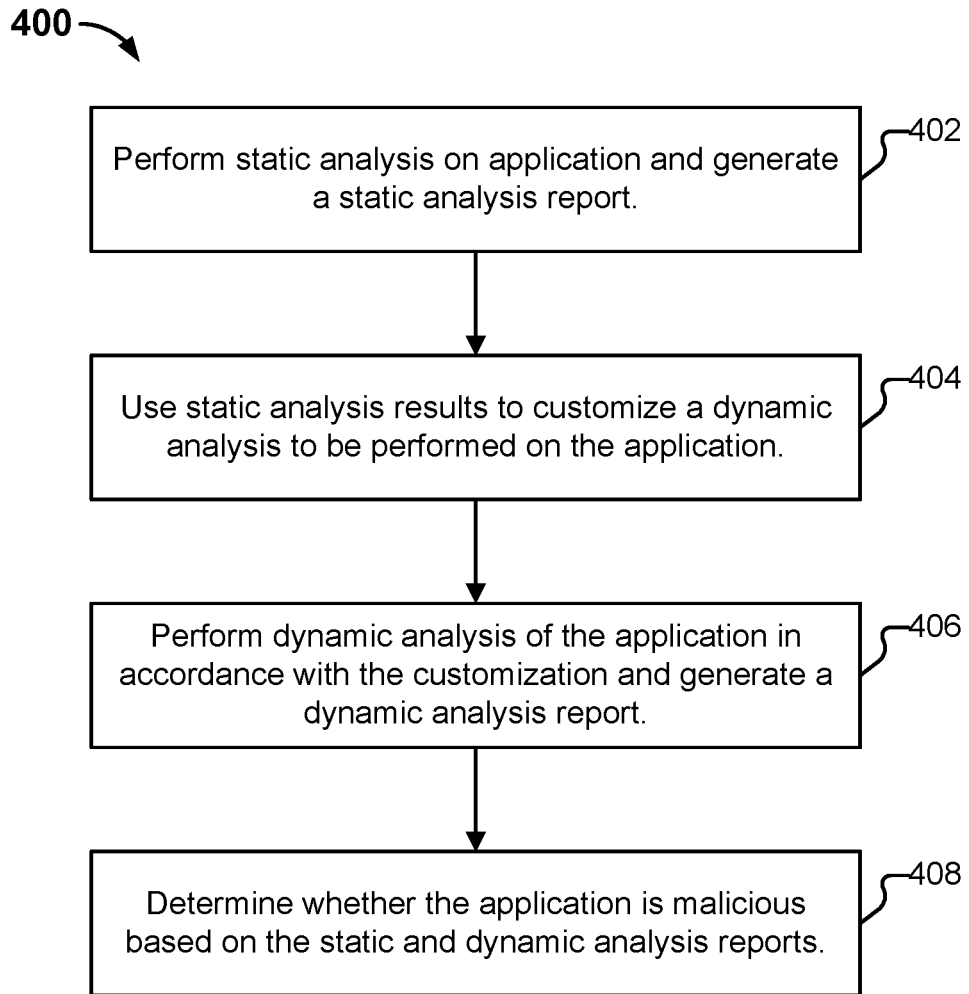 400
Perform static analysis on application and generate
a static analysis report.
402
Use static analysis results to customize a dynamic
analysis to be performed on the application.
404
Perform dynamic analysis of the application in
accordance with the customization and generate a
dynamic analysis report.
406
Determine whether the application is malicious
based on the static and dynamic analysis reports.
408